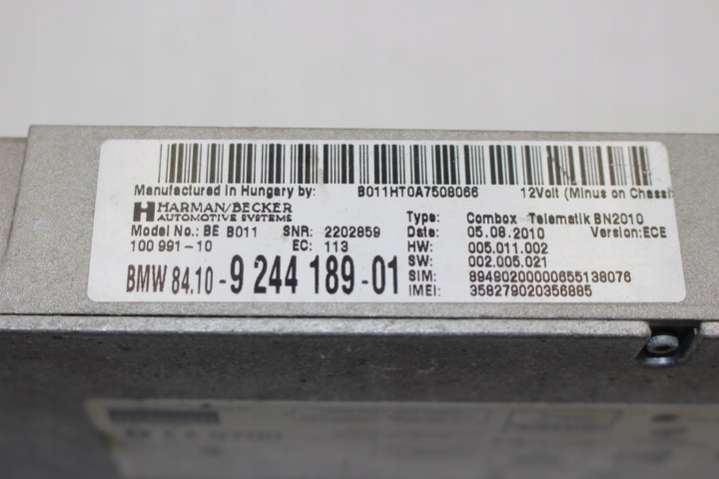 Manufactured in Hungary by: B011HT0A7508066 12Volt (Minus on Chassi
HARMAN/BECKER
AUTOMOTIVE SYSTEMS
Type: Combox Telematik BN2010
Model No.: BE B011 SNR: 2202859 Date: 05.08.2010 Version: ECE
100 991-10 EC: 113 HW: 005.011.002
SW: 002.005.021
BMW 84.10 - 9 244 189 - 01 SIM: 89490200000655138076
IMEI: 358279020356885